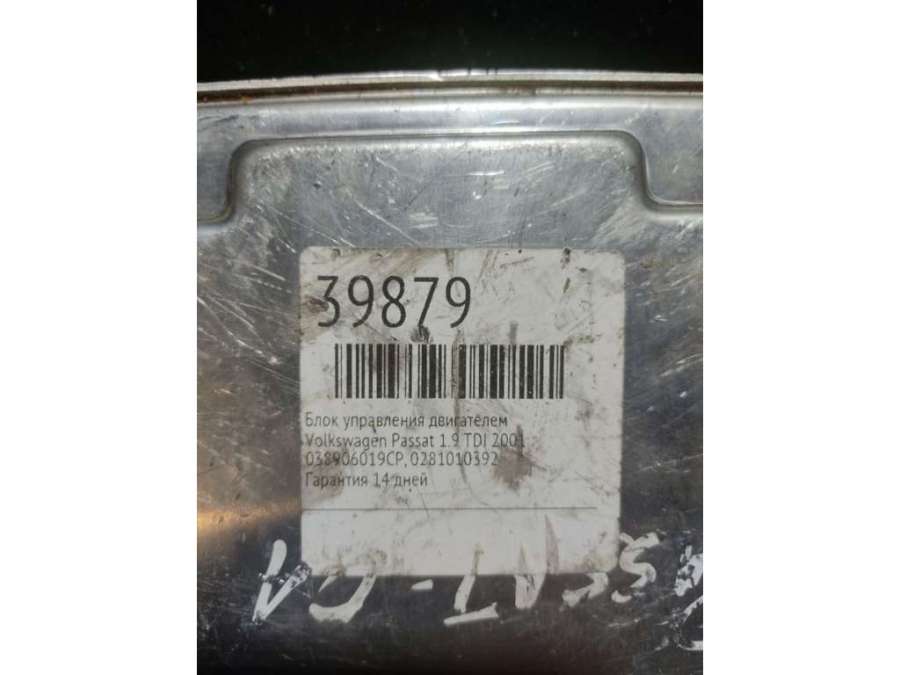 39879
Блок управления двигателем
Volkswagen Passat 1.9 TDI 2001
038906019CP, 0281010392
Гарантия 14 дней